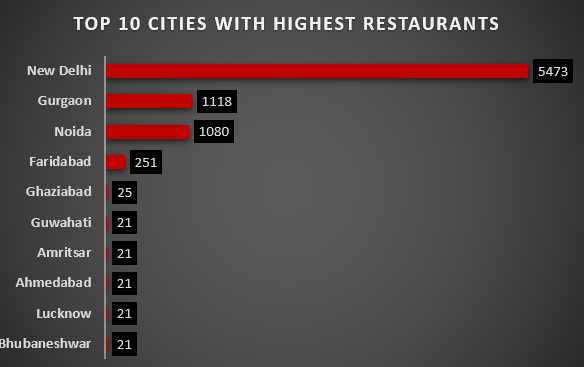 TOP 10 CITIES WITH HIGHEST RESTAURANTS
New Delhi 5473
Gurgaon 1118
Noida 1080
Faridabad 251
Ghaziabad 25
Guwahati 21
Amritsar 21
Ahmedabad 21
Lucknow 21
Bhubaneshwar 21